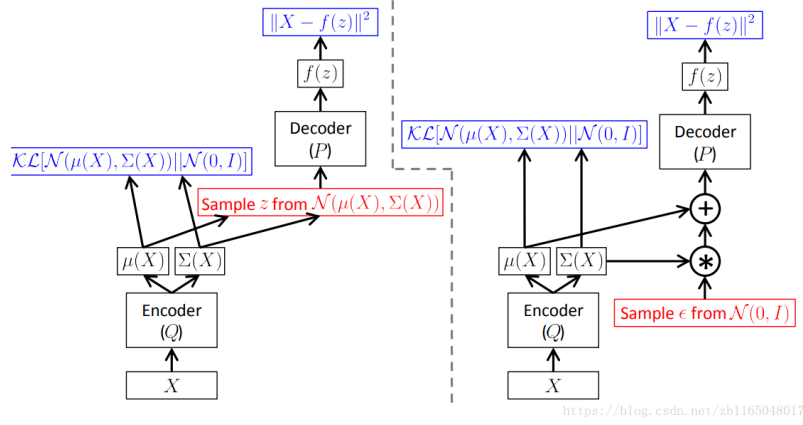 ‖X − f(z)‖²
f(z)
Decoder
(P)
𝒦ℒ[𝒩(μ(X), Σ(X))||𝒩(0, I)]
Sample z from 𝒩(μ(X), Σ(X))
μ(X)
Σ(X)
Encoder
(Q)
X
‖X − f(z)‖²
f(z)
Decoder
(P)
𝒦ℒ[𝒩(μ(X), Σ(X))||𝒩(0, I)]
+
μ(X)
Σ(X)
*
Encoder
(Q)
Sample ϵ from 𝒩(0, I)
X
https://blog.csdn.net/zb1165048017